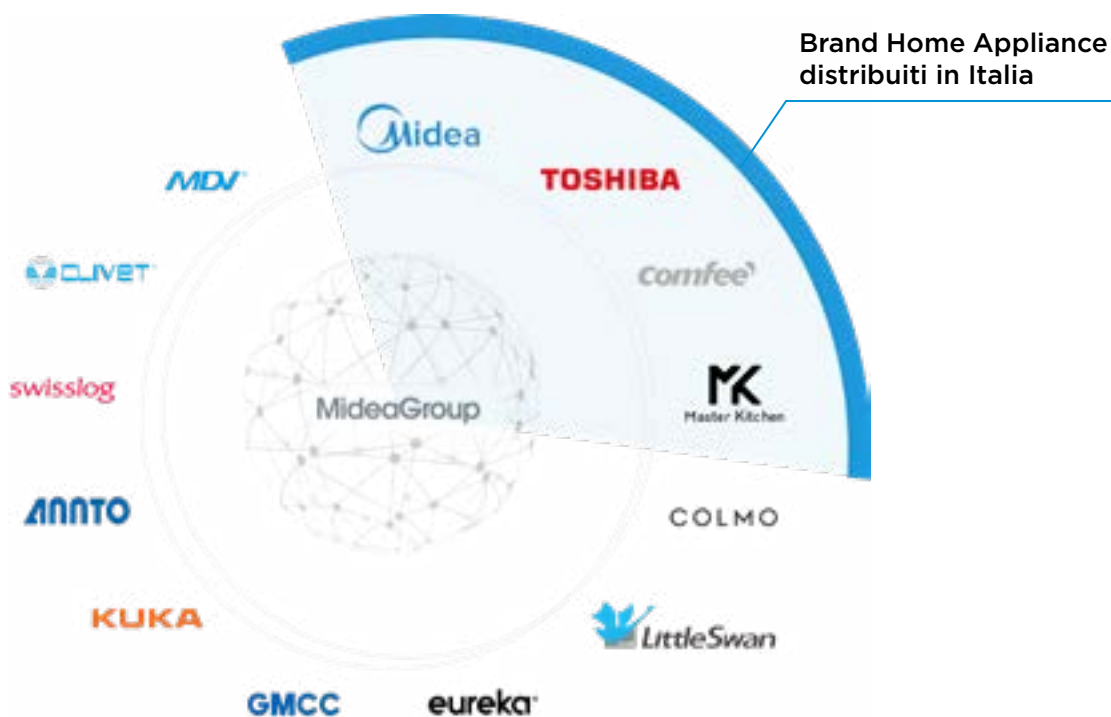 Brand Home Appliance
distribuiti in Italia
Midea
TOSHIBA
MDV
comfee
CLIVET
MK
Master Kitchen
swisslog
MideaGroup
ANNTO
COLMO
KUKA
LittleSwan
GMCC
eureka